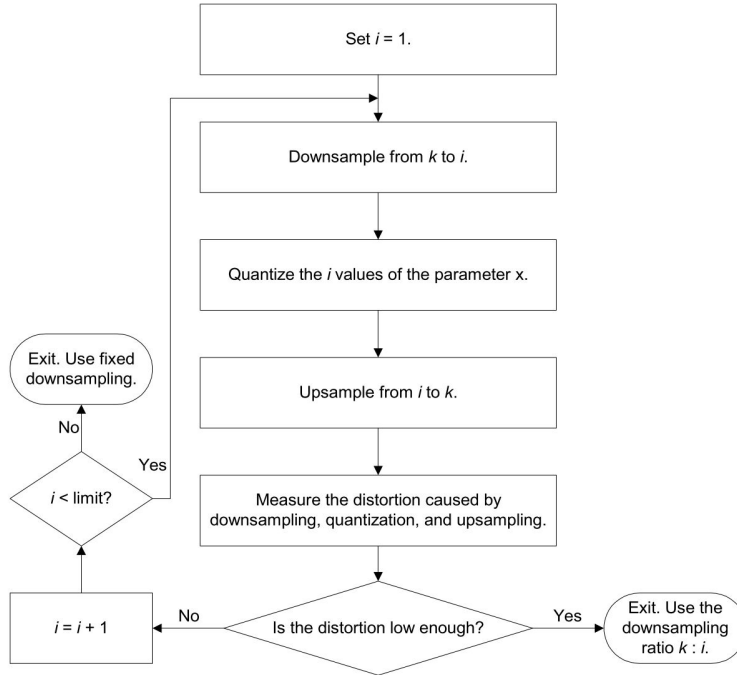 Set i = 1.
Downsample from k to i.
Quantize the i values of the parameter x.
Exit. Use fixed
downsampling.
Upsample from i to k.
No
Yes
i < limit?
Measure the distortion caused by
downsampling, quantization, and upsampling.
i = i + 1
No
Is the distortion low enough?
Yes
Exit. Use the
downsampling
ratio k : i.